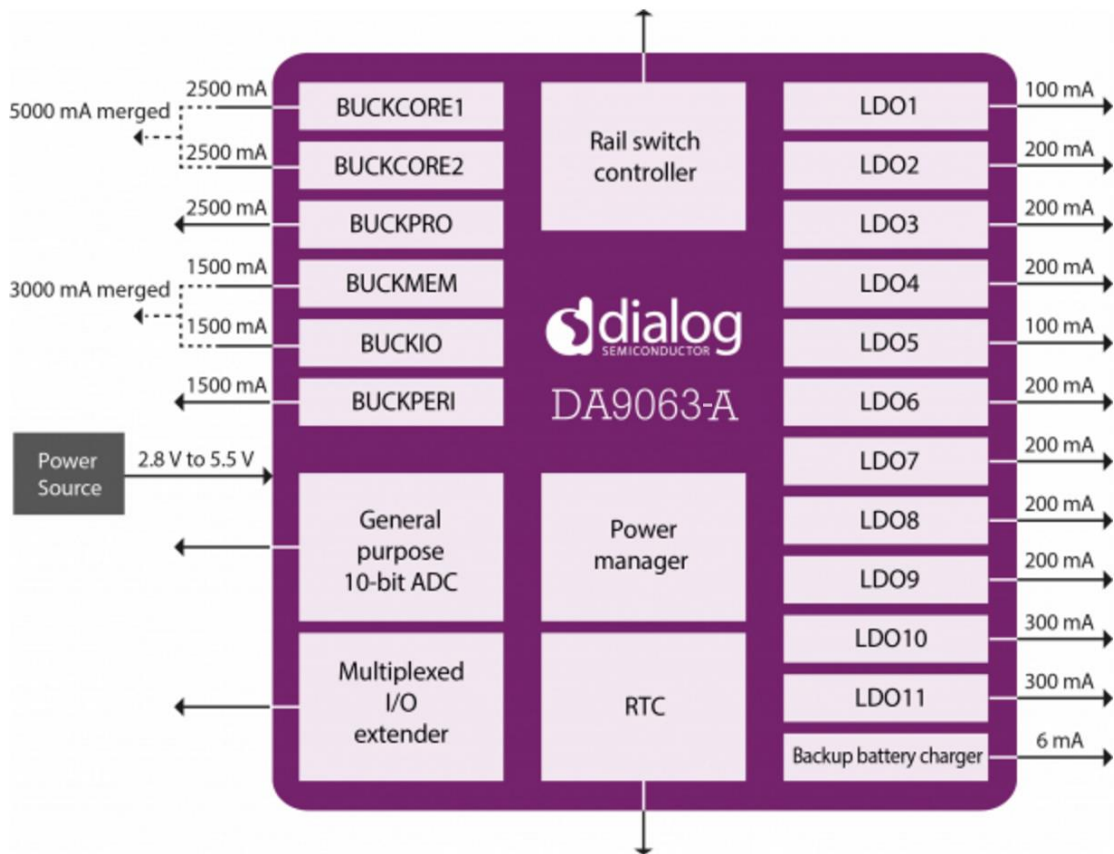 2500 mA
BUCKCORE1
5000 mA merged
2500 mA
BUCKCORE2
2500 mA
BUCKPRO
1500 mA
BUCKMEM
3000 mA merged
1500 mA
BUCKIO
1500 mA
BUCKPERI
Power
Source
2.8 V to 5.5 V
General
purpose
10-bit ADC
Multiplexed
I/O
extender
Rail switch
controller
dialog
SEMICONDUCTOR
DA9063-A
Power
manager
RTC
LDO1
100 mA
LDO2
200 mA
LDO3
200 mA
LDO4
200 mA
LDO5
100 mA
LDO6
200 mA
LDO7
200 mA
LDO8
200 mA
LDO9
200 mA
LDO10
300 mA
LDO11
300 mA
Backup battery charger
6 mA